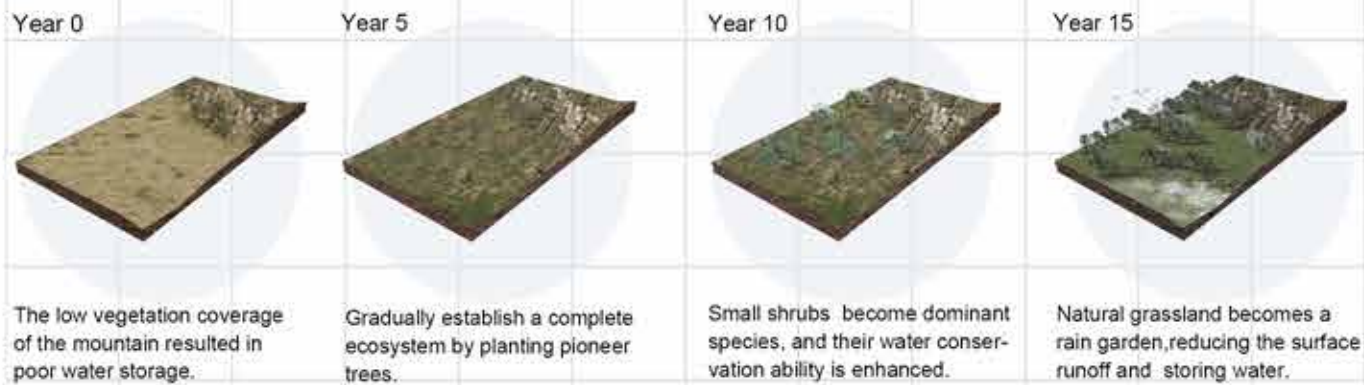 Year 0
The low vegetation coverage
of the mountain resulted in
poor water storage.
Year 5
Gradually establish a complete
ecosystem by planting pioneer
trees.
Year 10
Small shrubs become dominant
species, and their water conser-
vation ability is enhanced.
Year 15
Natural grassland becomes a
rain garden,reducing the surface
runoff and storing water.